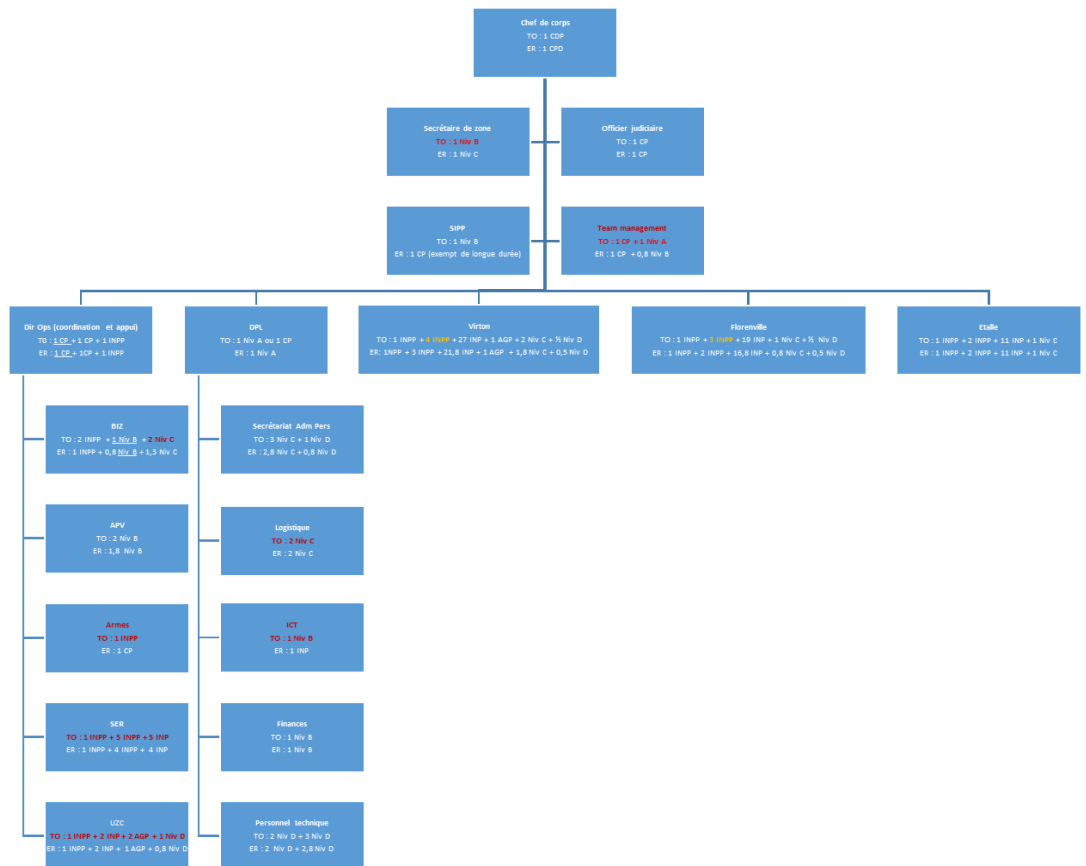 Chef de corps
TO : 1 CDP
ER : 1 CPD
Secrétaire de zone
TO : 1 Niv B
ER : 1 Niv C
Officier judiciaire
TO : 1 CP
ER : 1 CP
SIPP
TO : 1 Niv B
ER : 1 CP (exempt de longue durée)
Team management
TO : 1 CP + 1 Niv A
ER : 1 CP + 0,8 Niv B
Dir Ops (coordination et appui)
TO : 1 CP + 1 CP + 1 INPP
ER : 1 CP + 1CP + 1 INPP
DPL
TO : 1 Niv A ou 1 CP
ER : 1 Niv A
Virton
TO : 1 INPP + 4 INPP + 27 INP + 1 AGP + 2 Niv C + ½ Niv D
ER: 1NPP + 3 INPP + 21,8 INP + 1 AGP + 1,8 Niv C + 0,5 Niv D
Florenville
TO : 1 INPP + 3 INPP + 19 INP + 1 Niv C + ½ Niv D
ER : 1 INPP + 2 INPP + 16,8 INP + 0,8 Niv C + 0,5 Niv D
Etalle
TO : 1 INPP + 2 INPP + 11 INP + 1 Niv C
ER : 1 INPP + 2 INPP + 11 INP + 1 Niv C
BIZ
TO : 2 INPP + 1 Niv B + 2 Niv C
ER : 1 INPP + 0,8 Niv B + 1,3 Niv C
Secrétariat Adm Pers
TO : 3 Niv C + 1 Niv D
ER : 2,8 Niv C + 0,8 Niv D
APV
TO : 2 Niv B
ER : 1,8 Niv B
Logistique
TO : 2 Niv C
ER : 2 Niv C
Armes
TO : 1 INPP
ER : 1 CP
ICT
TO : 1 Niv B
ER : 1 INP
SER
TO : 1 INPP + 5 INPP + 5 INP
ER : 1 INPP + 4 INPP + 4 INP
Finances
TO : 1 Niv B
ER : 1 Niv B
UZC
TO : 1 INPP + 2 INP + 2 AGP + 1 Niv D
ER : 1 INPP + 2 INP + 1 AGP + 0,8 Niv D
Personnel technique
TO : 2 Niv D + 3 Niv D
ER : 2 Niv D + 2,8 Niv D